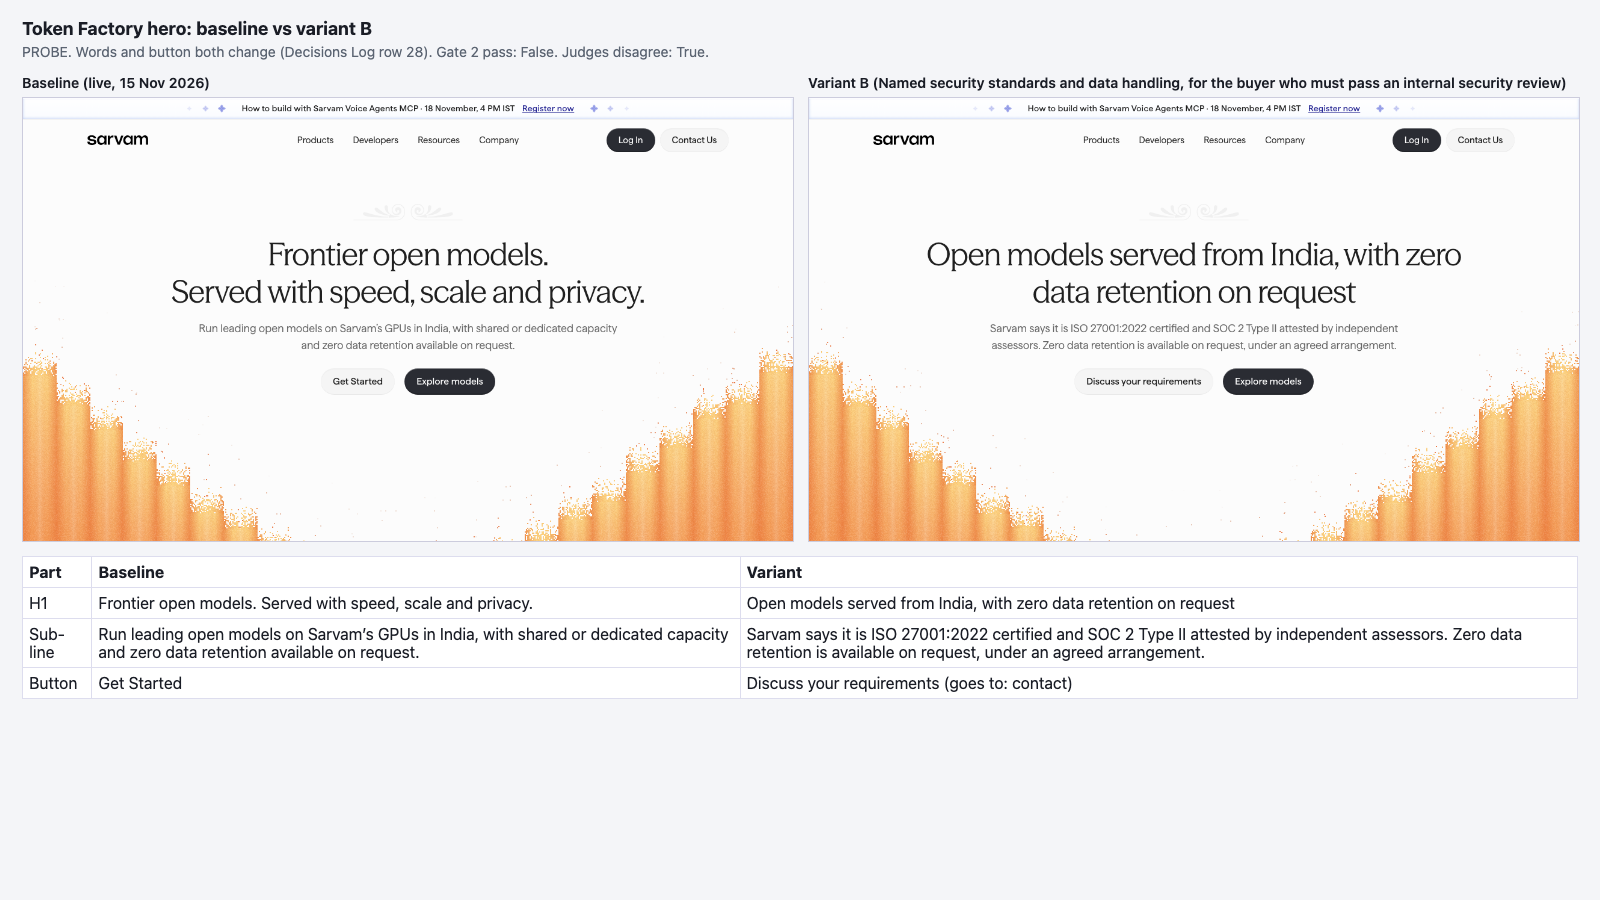 Token Factory hero: baseline vs variant B
PROBE. Words and button both change (Decisions Log row 28). Gate 2 pass: False. Judges disagree: True.
Baseline (live, 15 Nov 2026)
How to build with Sarvam Voice Agents MCP · 18 November, 4 PM IST Register now
sarvam Products Developers Resources Company Log In Contact Us
Frontier open models.
Served with speed, scale and privacy.
Run leading open models on Sarvam's GPUs in India, with shared or dedicated capacity
and zero data retention available on request.
Get Started Explore models
Variant B (Named security standards and data handling, for the buyer who must pass an internal security review)
How to build with Sarvam Voice Agents MCP · 18 November, 4 PM IST Register now
sarvam Products Developers Resources Company Log In Contact Us
Open models served from India, with zero
data retention on request
Sarvam says it is ISO 27001:2022 certified and SOC 2 Type II attested by independent
assessors. Zero data retention is available on request, under an agreed arrangement.
Discuss your requirements Explore models
Part Baseline Variant
H1 Frontier open models. Served with speed, scale and privacy. Open models served from India, with zero data retention on request
Sub-line Run leading open models on Sarvam's GPUs in India, with shared or dedicated capacity and zero data retention available on request. Sarvam says it is ISO 27001:2022 certified and SOC 2 Type II attested by independent assessors. Zero data retention is available on request, under an agreed arrangement.
Button Get Started Discuss your requirements (goes to: contact)